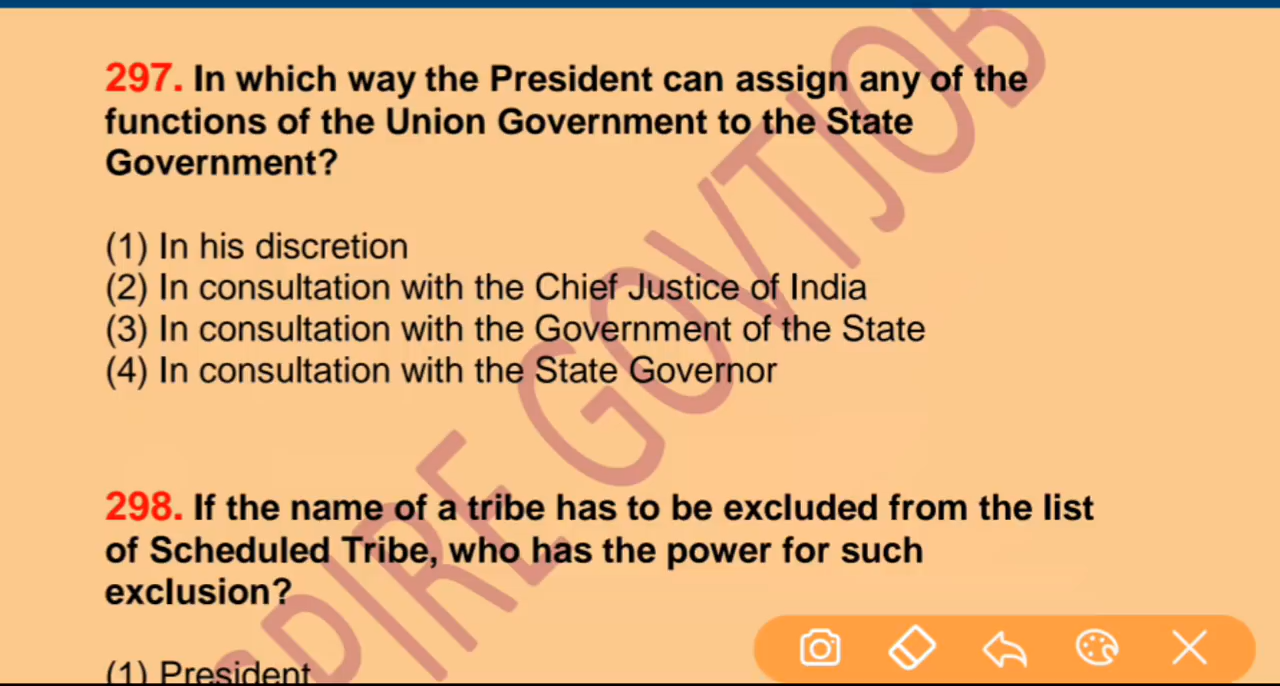 297. In which way the President can assign any of the
functions of the Union Government to the State
Government?
(1) In his discretion
(2) In consultation with the Chief Justice of India
(3) In consultation with the Government of the State
(4) In consultation with the State Governor
298. If the name of a tribe has to be excluded from the list
of Scheduled Tribe, who has the power for such
exclusion?
(1) President
SPIRE GOVTJOB